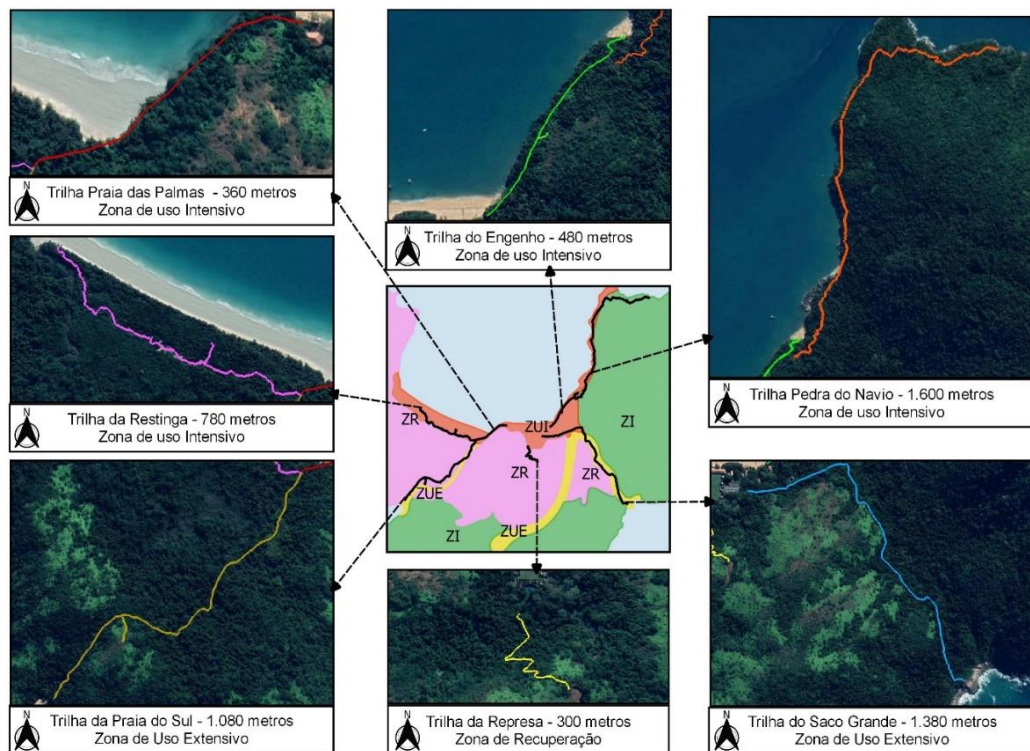 N
Trilha Praia das Palmas - 360 metros
Zona de uso Intensivo
N
Trilha do Engenho - 480 metros
Zona de uso Intensivo
N
Trilha Pedra do Navio - 1.600 metros
Zona de uso Intensivo
N
Trilha da Restinga - 780 metros
Zona de uso Intensivo
ZR
ZUI
ZI
ZR
ZR
ZUE
ZUE
ZI
N
Trilha da Praia do Sul - 1.080 metros
Zona de Uso Extensivo
N
Trilha da Represa - 300 metros
Zona de Recuperação
N
Trilha do Saco Grande - 1.380 metros
Zona de Uso Extensivo